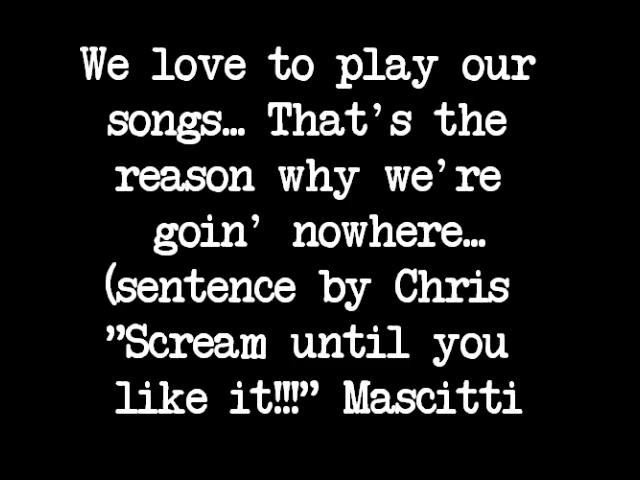 We love to play our
songs... That's the
reason why we're
goin' nowhere...
(sentence by Chris
"Scream until you
like it!!!" Mascitti